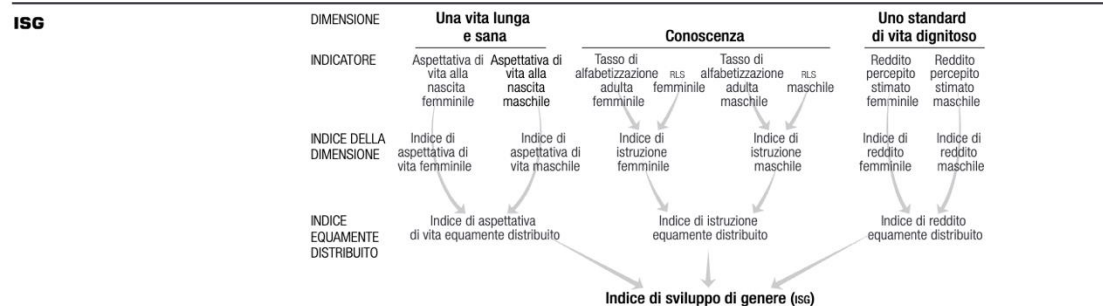 ISG
DIMENSIONE
Una vita lunga
e sana
Conoscenza
Uno standard
di vita dignitoso
INDICATORE
Aspettativa di
vita alla
nascita
femminile
Aspettativa di
vita alla
nascita
maschile
Tasso di
alfabetizzazione
adulta
femminile
RLS
femminile
Tasso di
alfabetizzazione
adulta
maschile
RLS
maschile
Reddito
percepito
stimato
femminile
Reddito
percepito
stimato
maschile
INDICE DELLA
DIMENSIONE
Indice di
aspettativa di
vita femminile
Indice di
aspettativa di
vita maschile
Indice di
istruzione
femminile
Indice di
istruzione
maschile
Indice di
reddito
femminile
Indice di
reddito
maschile
INDICE
EQUAMENTE
DISTRIBUITO
Indice di aspettativa
di vita equamente distribuito
Indice di istruzione
equamente distribuito
Indice di reddito
equamente distribuito
Indice di sviluppo di genere (ISG)